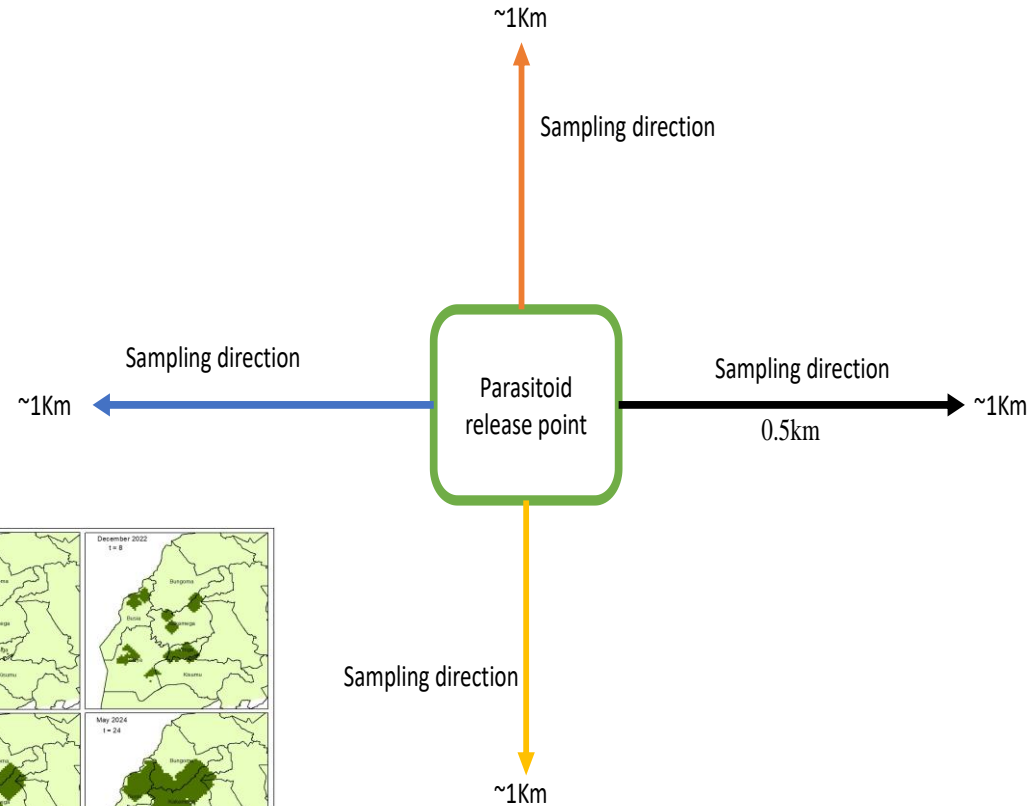 ~1Km
Sampling direction
Sampling direction
Sampling direction
~1Km
Parasitoid
release point
~1Km
0.5km
December 2022
t = 8
Bungoma
Busia
Kisumu
Sampling direction
May 2024
t = 24
Bungoma
~1Km